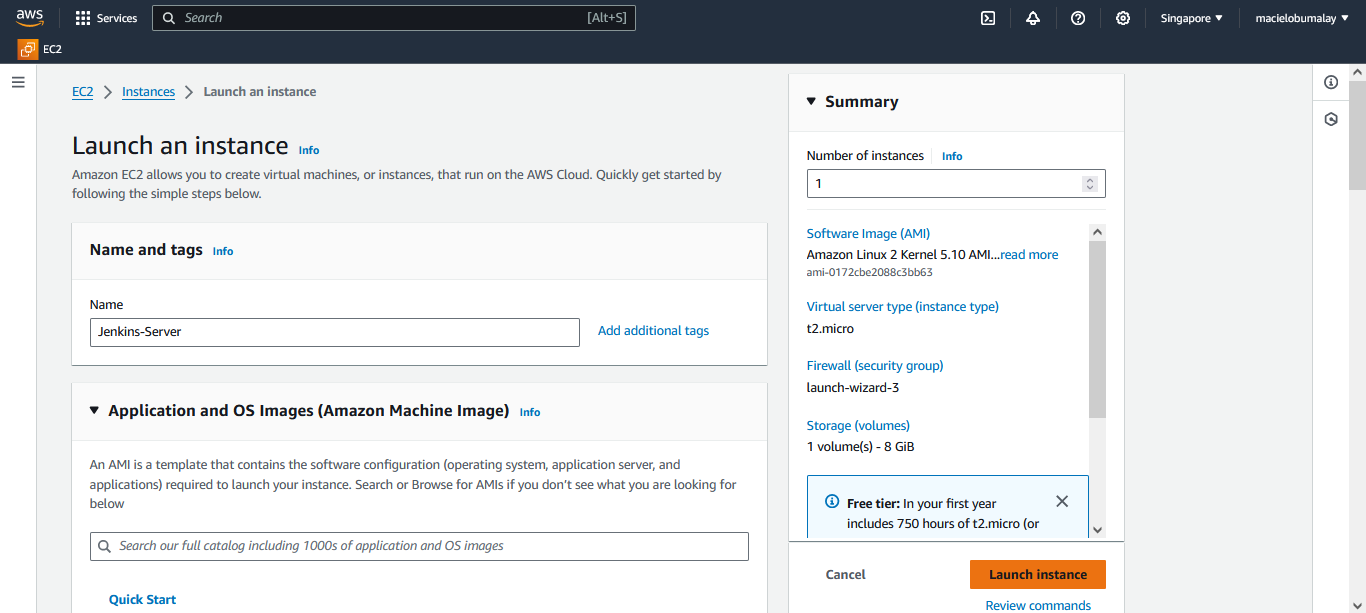 aws
Services
Search
[Alt+S]
Singapore
macielobumalay
EC2
EC2
Instances
Launch an instance
Launch an instance Info
Amazon EC2 allows you to create virtual machines, or instances, that run on the AWS Cloud. Quickly get started by
following the simple steps below.
Name and tags Info
Name
Jenkins-Server
Add additional tags
Application and OS Images (Amazon Machine Image) Info
An AMI is a template that contains the software configuration (operating system, application server, and
applications) required to launch your instance. Search or Browse for AMIs if you don't see what you are looking for
below
Search our full catalog including 1000s of application and OS images
Quick Start
Summary
Number of instances
Info
1
Software Image (AMI)
Amazon Linux 2 Kernel 5.10 AMI...read more
ami-0172cbe2088c3bb63
Virtual server type (instance type)
t2.micro
Firewall (security group)
launch-wizard-3
Storage (volumes)
1 volume(s) - 8 GiB
Free tier: In your first year
includes 750 hours of t2.micro (or
Cancel
Launch instance
Review commands